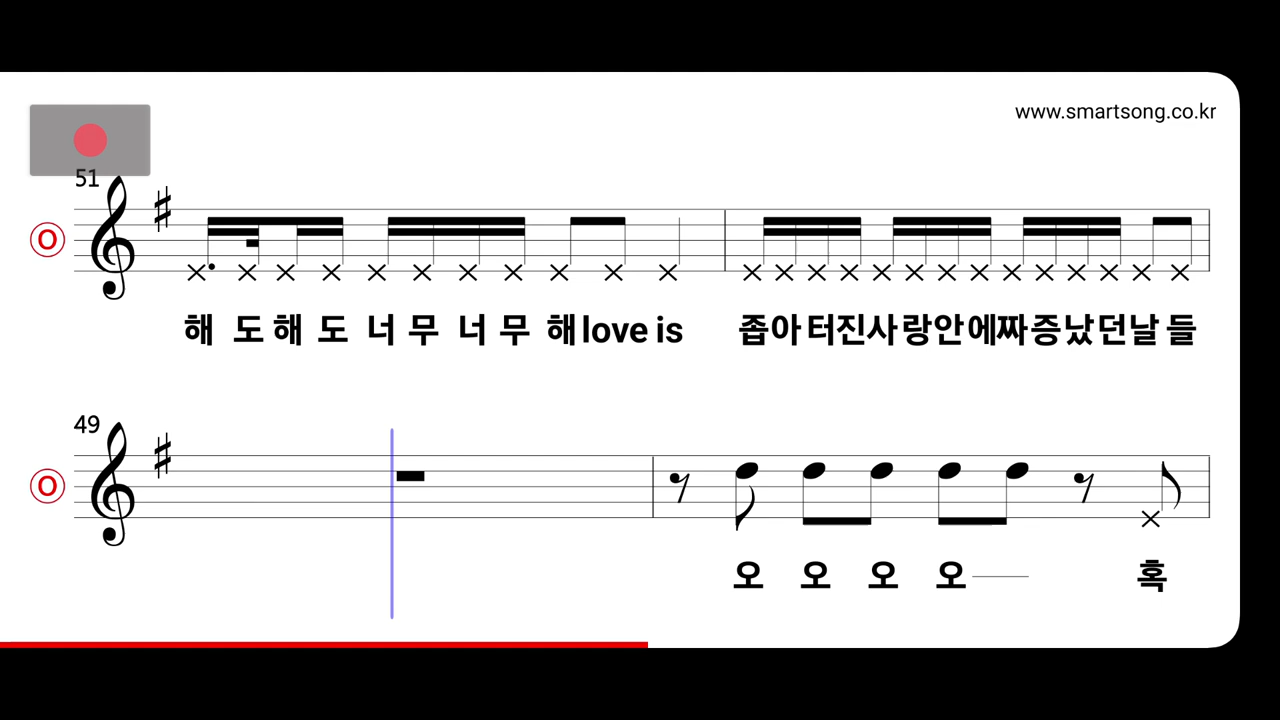 www.smartsong.co.kr
51
O
해 도 해 도 너 무 너 무 해 love is 좁아 터진사랑안에짜증났던날 들
49
O
오 오 오 오 혹